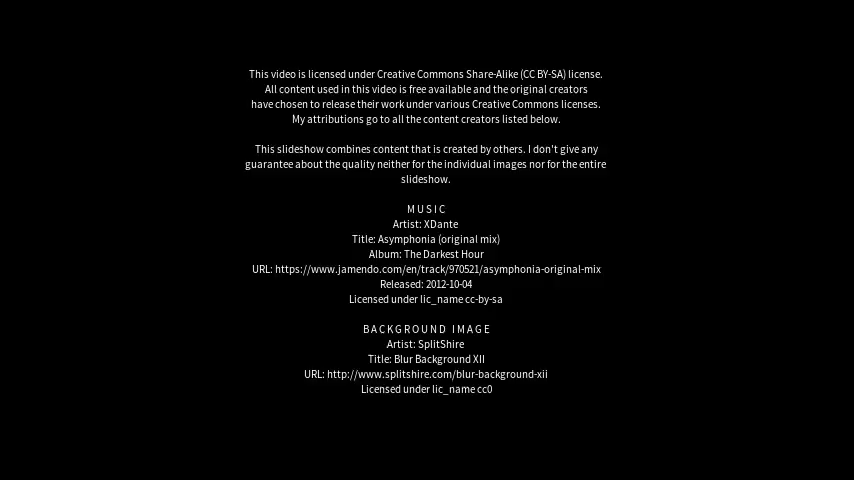 This video is licensed under Creative Commons Share-Alike (CC BY-SA) license.
All content used in this video is free available and the original creators
have chosen to release their work under various Creative Commons licenses.
My attributions go to all the content creators listed below.
This slideshow combines content that is created by others. I don't give any
guarantee about the quality neither for the individual images nor for the entire
slideshow.
MUSIC
Artist: XDante
Title: Asymphonia (original mix)
Album: The Darkest Hour
URL: https://www.jamendo.com/en/track/970521/asymphonia-original-mix
Released: 2012-10-04
Licensed under lic_name cc-by-sa
BACKGROUND IMAGE
Artist: SplitShire
Title: Blur Background XII
URL: http://www.splitshire.com/blur-background-xii
Licensed under lic_name cc0